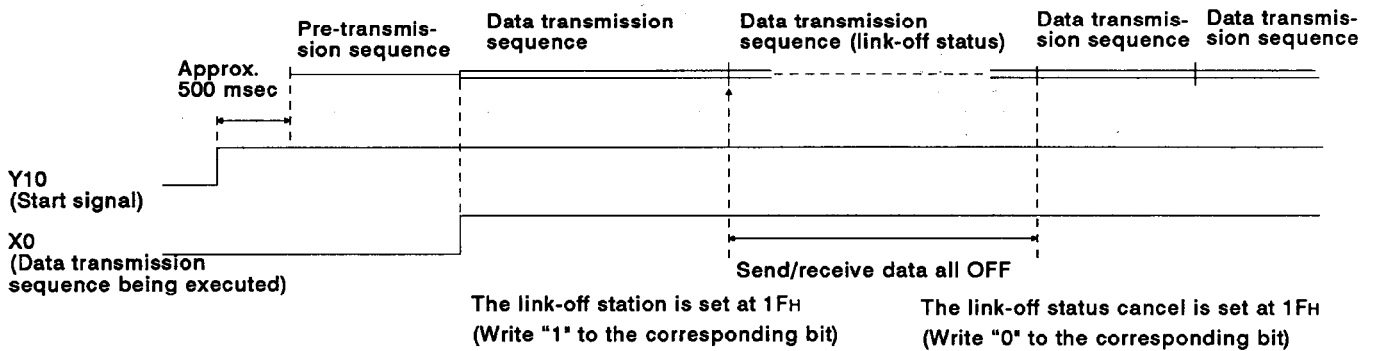 Pre-transmis-
sion sequence
Data transmission
sequence
Data transmission
sequence (link-off status)
Data transmis-
sion sequence
Data transmis-
sion sequence
Approx.
500 msec
Y10
(Start signal)
X0
(Data transmission
sequence being executed)
Send/receive data all OFF
The link-off station is set at 1FH
(Write "1" to the corresponding bit)
The link-off status cancel is set at 1FH
(Write "0" to the corresponding bit)